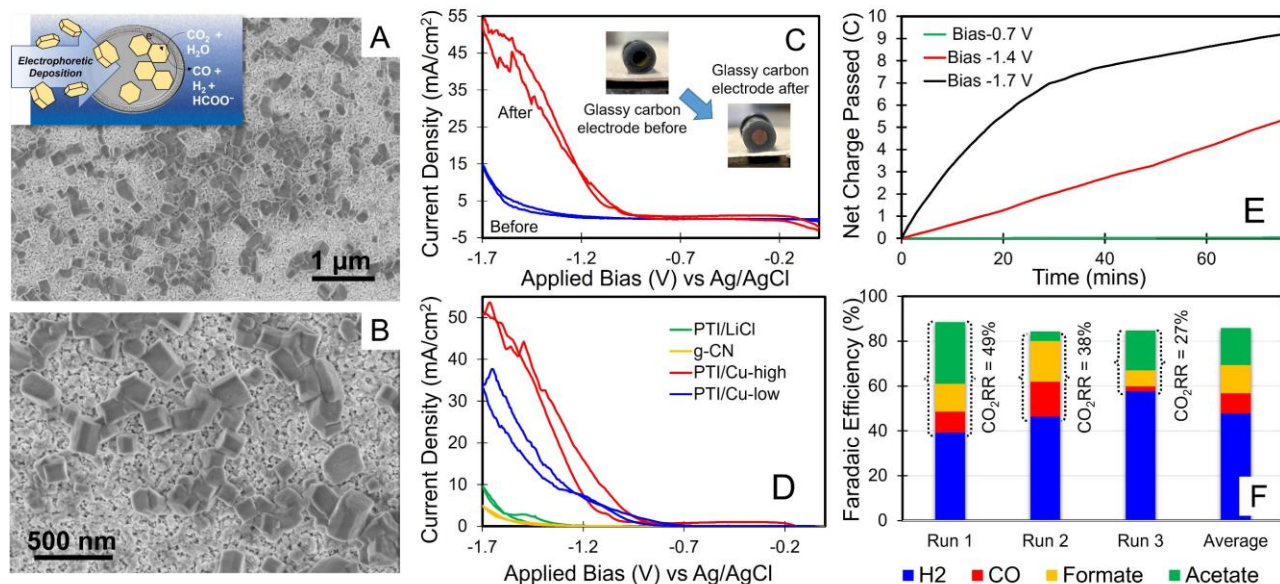 A
CO2 +
H2O
e-
Electrophoretic
Deposition
CO +
H2 +
HCOO−
1 μm
B
500 nm
C
Current Density (mA/cm2)
55
45
35
25
15
5
-5
After
Before
Glassy carbon
electrode before
Glassy carbon
electrode after
-1.7 -1.2 -0.7 -0.2
Applied Bias (V) vs Ag/AgCl
D
Current Density (mA/cm2)
50
40
30
20
10
0
PTI/LiCl
g-CN
PTI/Cu-high
PTI/Cu-low
-1.7 -1.2 -0.7 -0.2
Applied Bias (V) vs Ag/AgCl
E
Net Charge Passed (C)
10
9
8
7
6
5
4
3
2
1
0
Bias-0.7 V
Bias -1.4 V
Bias -1.7 V
0 20 40 60
Time (mins)
F
Faradaic Efficiency (%)
100
80
60
40
20
0
CO2RR = 49%
CO2RR = 38%
CO2RR = 27%
Run 1 Run 2 Run 3 Average
H2 CO Formate Acetate